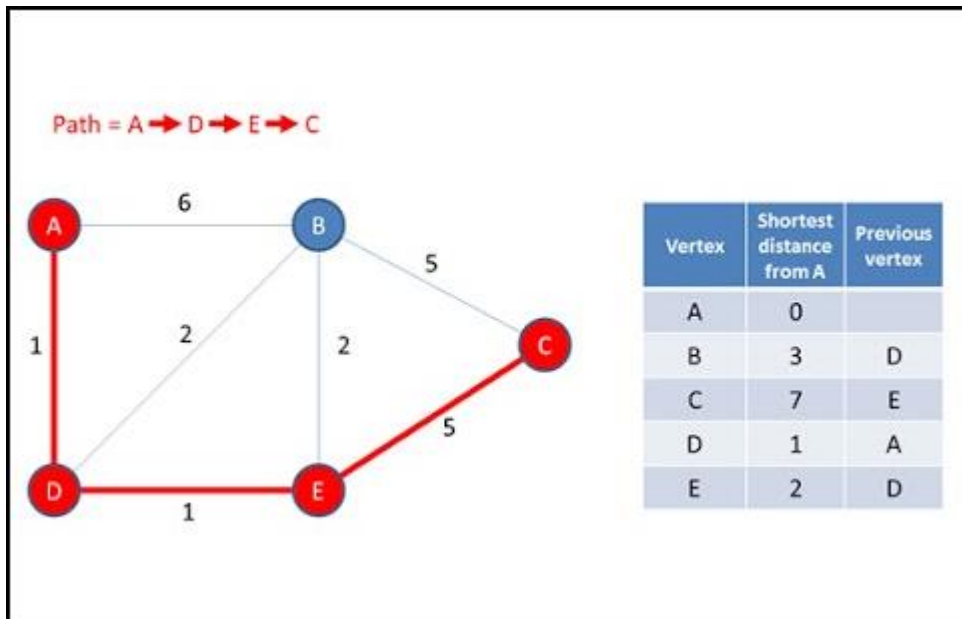 Path = A ➔ D ➔ E ➔ C
A
6
B
5
1
2
2
C
5
D
1
E
Vertex
Shortest
distance
from A
Previous
vertex
A 0
B 3 D
C 7 E
D 1 A
E 2 D